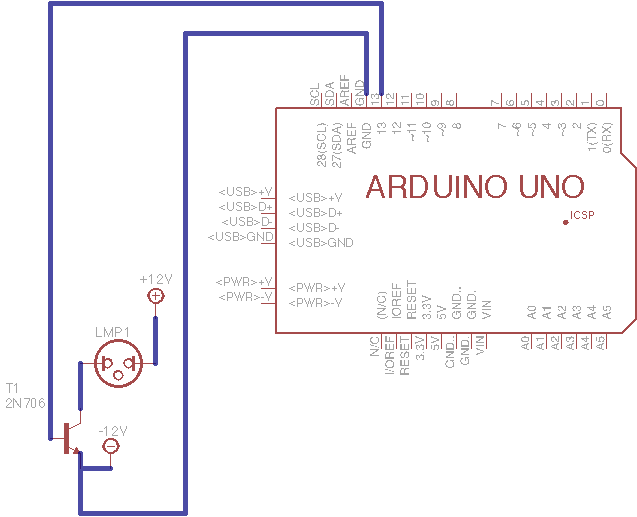 SCL
SDA
AREF
GND
13
12
11
10
9
8
7
6
5
4
3
2
1
0
28(SCL)
27(SDA)
AREF
GND
13
12
~11
~10
~9
8
7
~6
~5
4
~3
2
1(TX)
0(RX)
ARDUINO UNO
ICSP
<USB>+V
<USB>D+
<USB>D-
<USB>GND
<USB>+V
<USB>D+
<USB>D-
<USB>GND
<PWR>+V
<PWR>-V
<PWR>+V
<PWR>-V
(N/C)
IOREF
RESET
3.3V
5V
GND..
GND.
VIN
A0
A1
A2
A3
A4
A5
N/C
I/OREF
RESET
3.3V
5V
GND..
GND.
VIN
A0
A1
A2
A3
A4
A5
+12V
LMP1
T1
2N706
-12V